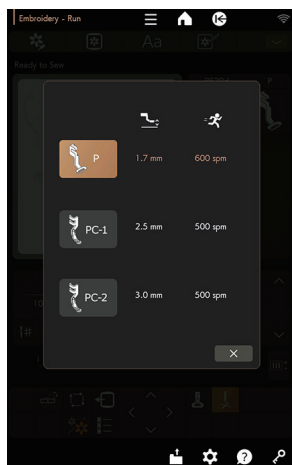 Embroidery - Run
Aa
Ready to Sew
P
P 1.7 mm 600 spm
PC-1 2.5 mm 500 spm
PC-2 3.0 mm 500 spm